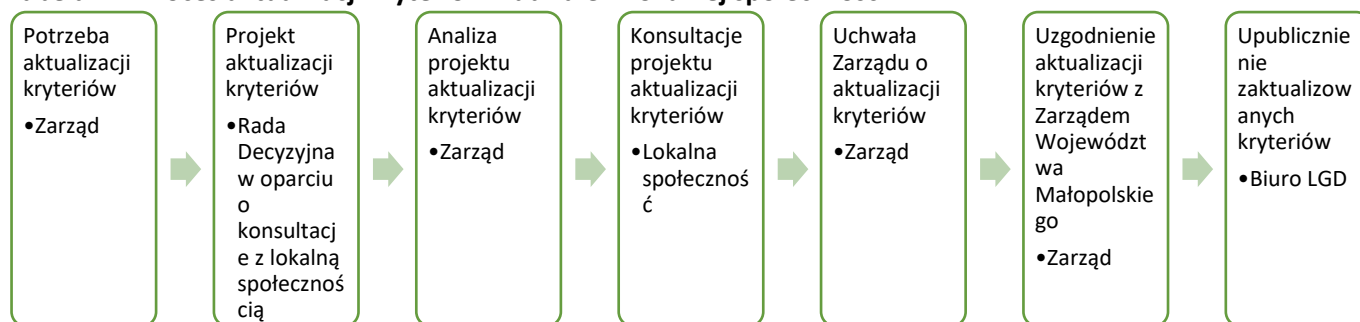 Potrzeba
aktualizacji
kryteriów
•Zarząd
Projekt
aktualizacji
kryteriów
•Rada
Decyzyjna
w oparciu
o
konsultacj
e z lokalną
społecznoś
cią
Analiza
projektu
aktualizacji
kryteriów
•Zarząd
Konsultacje
projektu
aktualizacji
kryteriów
•Lokalna
społecznoś
ć
Uchwała
Zarządu o
aktualizacji
kryteriów
•Zarząd
Uzgodnienie
aktualizacji
kryteriów z
Zarządem
Województ
wa
Małopolskie
go
•Zarząd
Upublicznie
nie
zaktualizow
anych
kryteriów
•Biuro LGD